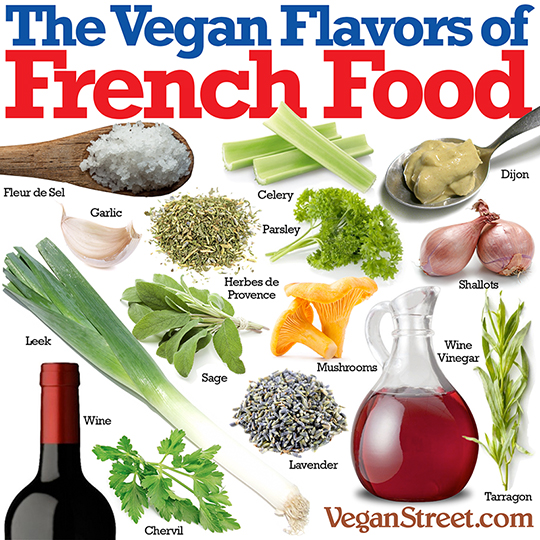 The Vegan Flavors of
French Food
Fleur de Sel
Celery
Dijon
Garlic
Parsley
Herbes de
Provence
Shallots
Leek
Sage
Mushrooms
Wine
Vinegar
Wine
Lavender
Chervil
Tarragon
VeganStreet.com